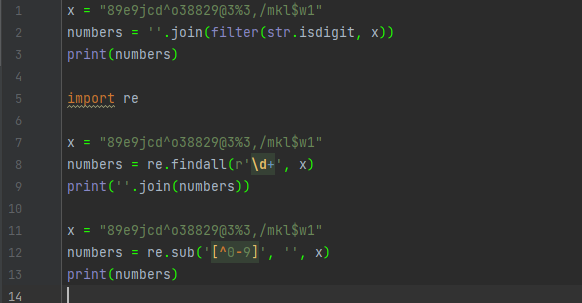 1 x = "89e9jcd^o38829@3%3,/mkl$w1"
2 numbers = ''.join(filter(str.isdigit, x))
3 print(numbers)
4
5 import re
6
7 x = "89e9jcd^o38829@3%3,/mkl$w1"
8 numbers = re.findall(r'\d+', x)
9 print(''.join(numbers))
10
11 x = "89e9jcd^o38829@3%3,/mkl$w1"
12 numbers = re.sub('[^0-9]', '', x)
13 print(numbers)
14